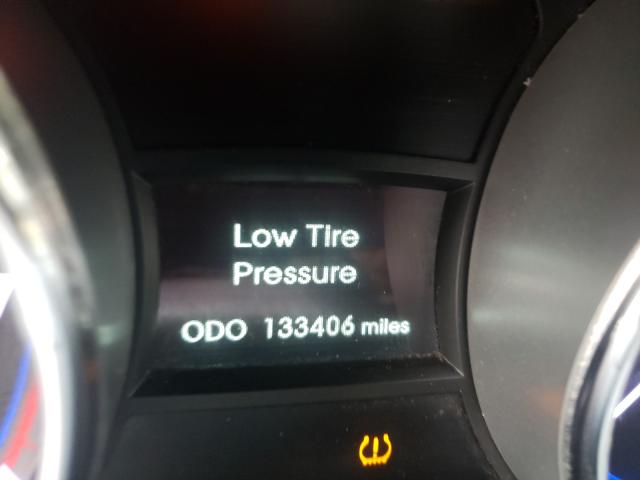 Low Tire
Pressure
ODO 133406 miles